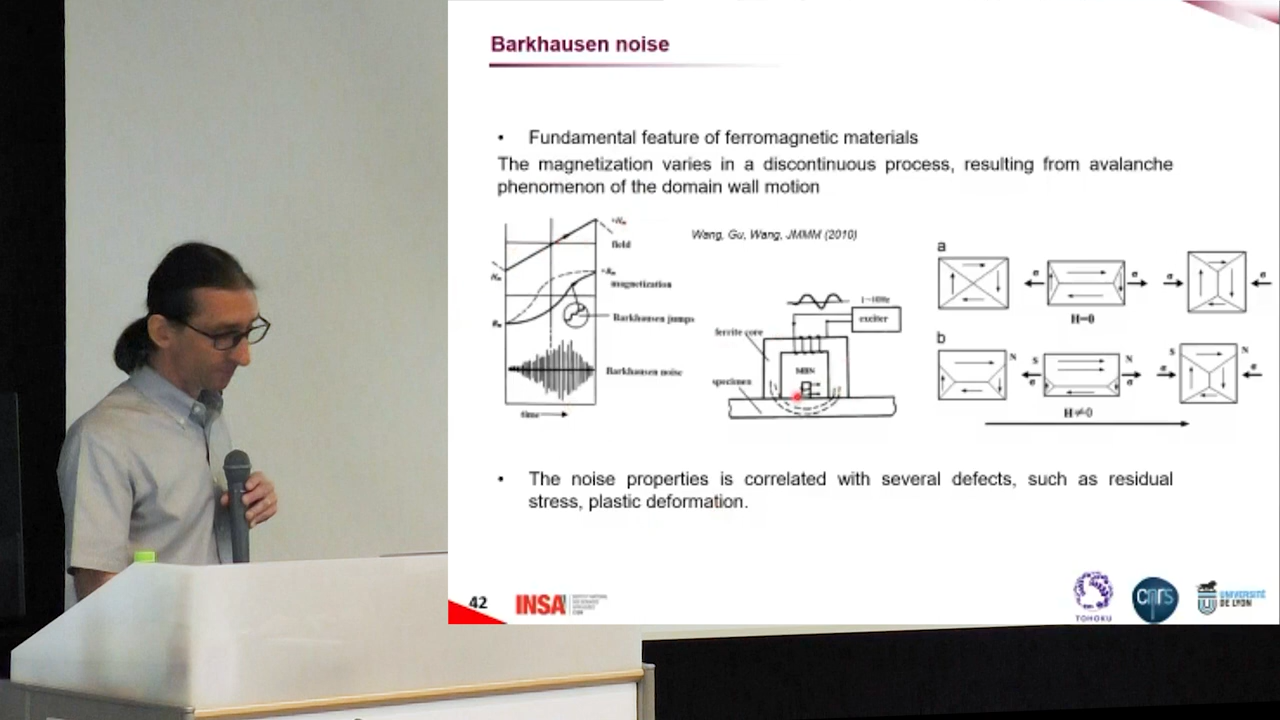 Barkhausen noise
• Fundamental feature of ferromagnetic materials
The magnetization varies in a discontinuous process, resulting from avalanche
phenomenon of the domain wall motion
Wang, Gu, Wang, JMMM (2010)
field
magnetization
Barkhausen jumps
Barkhausen noise
time
1~10Hz
exciter
ferrite core
MBN
specimen
a
σ σ σ σ
H=0
b
N S N S N
σ σ σ σ
H≠0
• The noise properties is correlated with several defects, such as residual
stress, plastic deformation.
42
INSA
TOHOKU
cnrs
UNIVERSITÉ
DE LYON